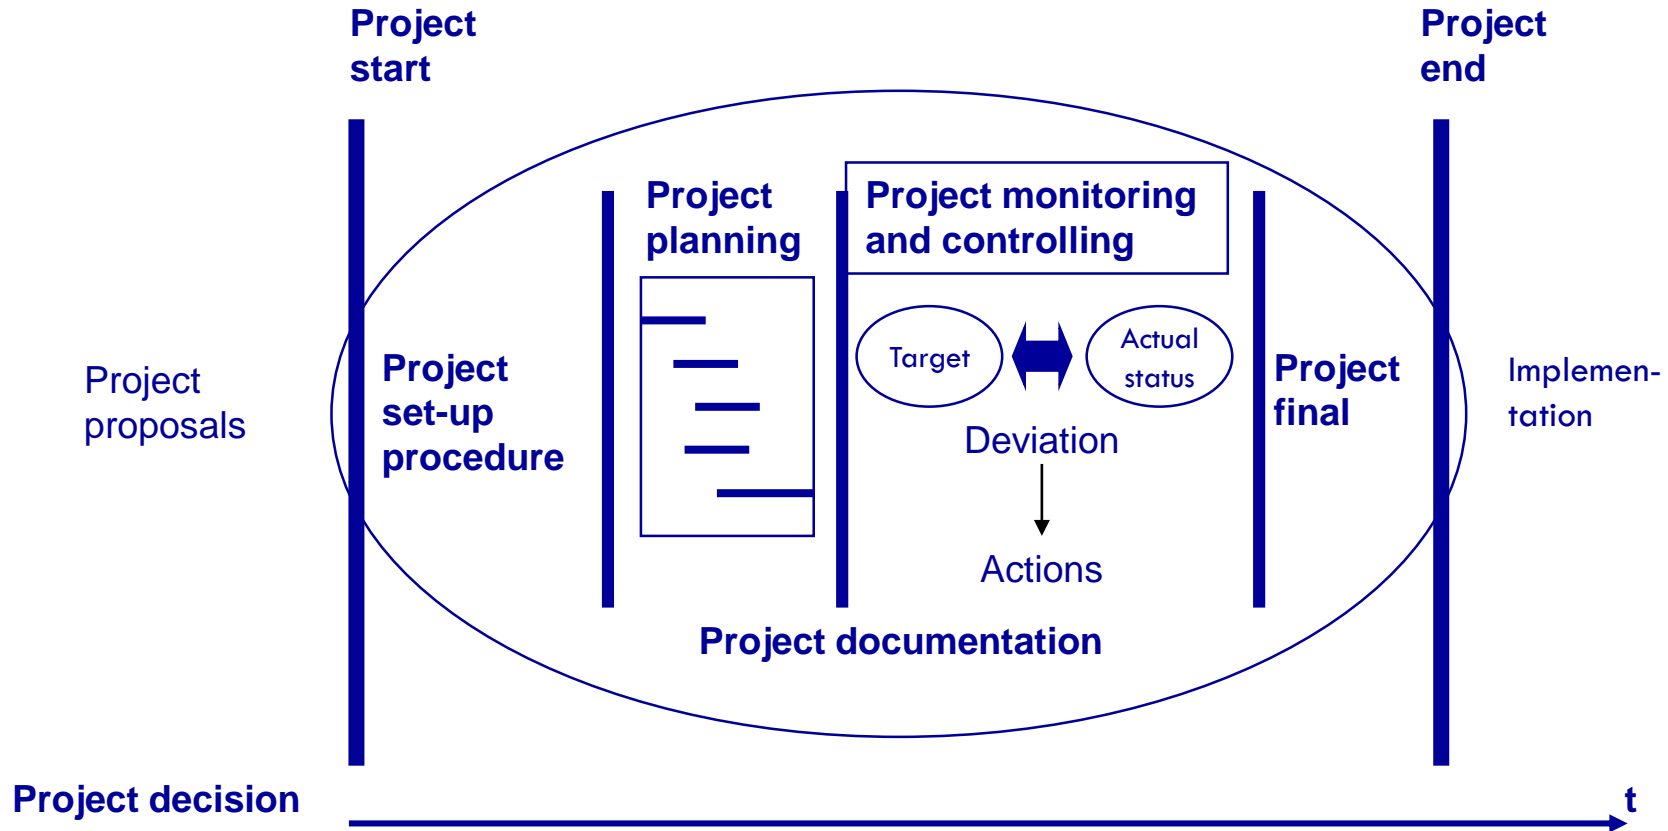 Project
start
Project
end
Project
planning
Project monitoring
and controlling
Project
proposals
Project
set-up
procedure
Target
Actual
status
Deviation
Actions
Project
final
Implemen-
tation
Project documentation
Project decision
t